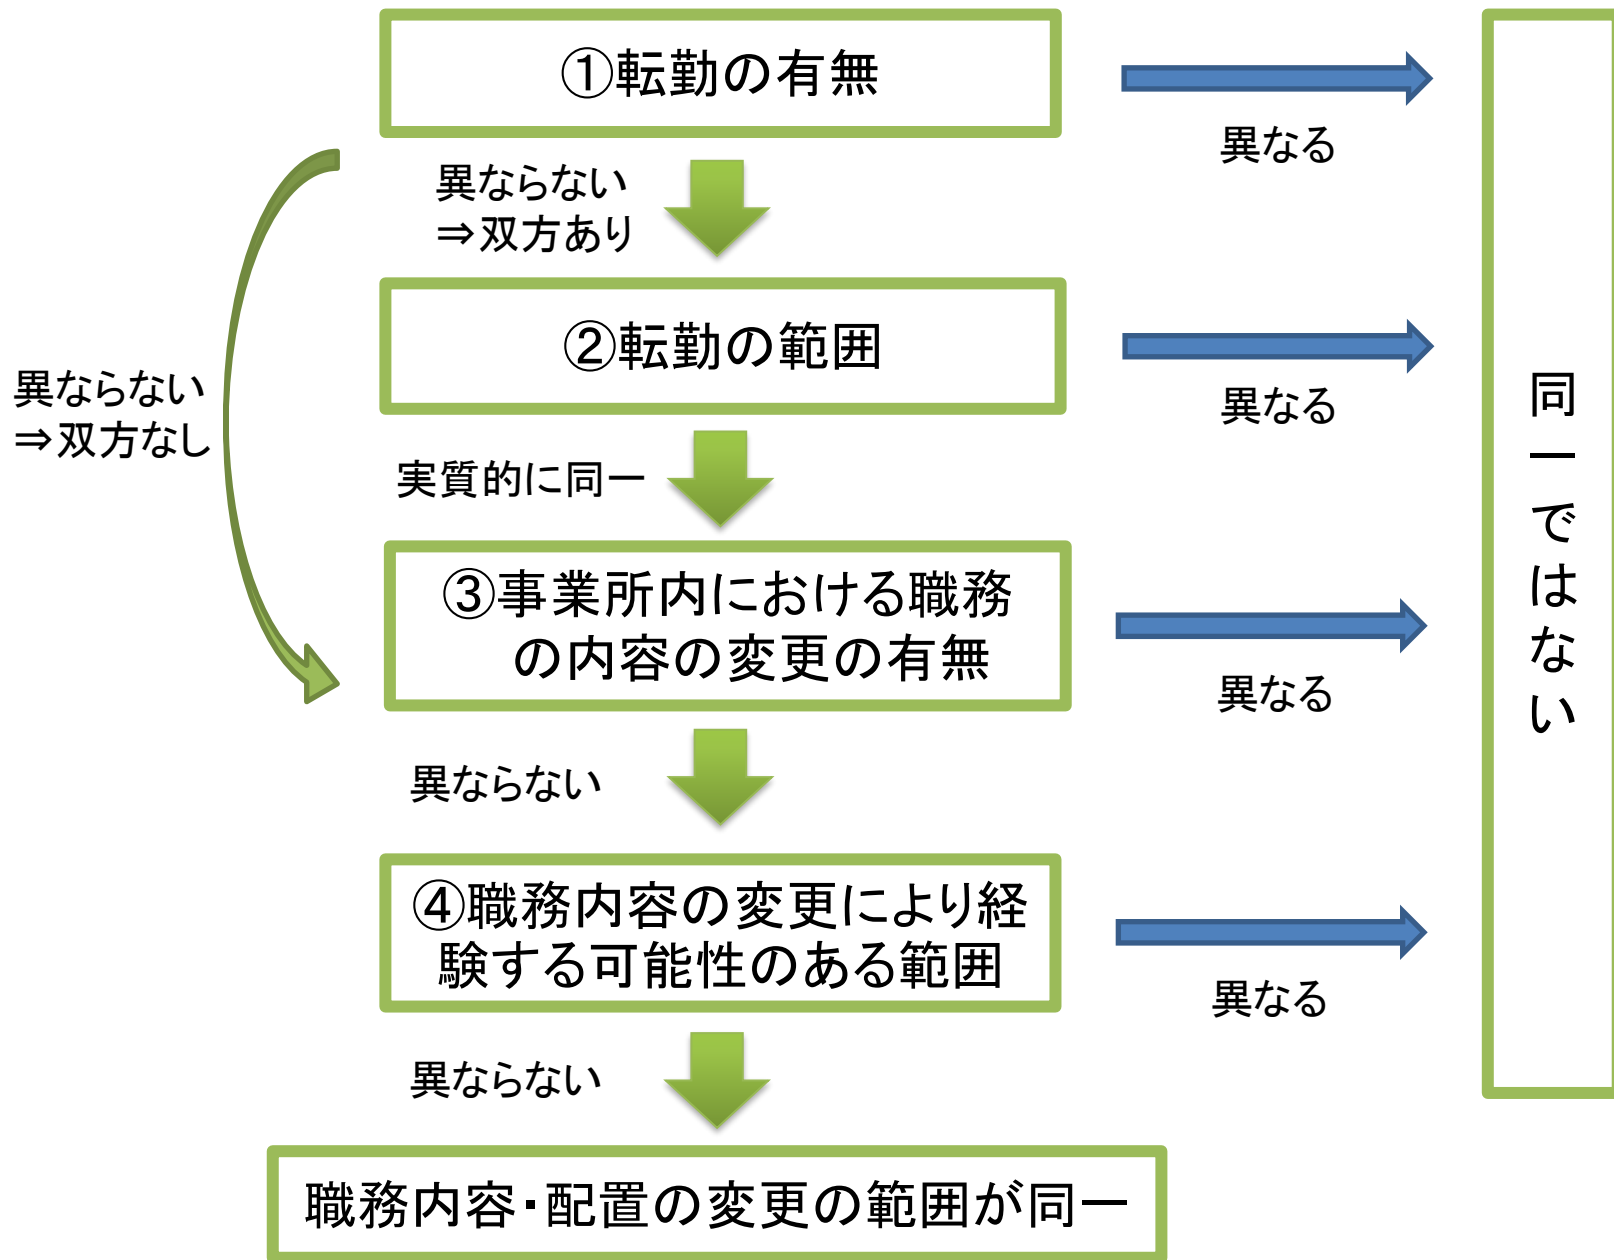 ①転勤の有無
異なる
異ならない
⇒双方あり
②転勤の範囲
異なる
異ならない
⇒双方なし
実質的に同一
③事業所内における職務
の内容の変更の有無
異なる
異ならない
④職務内容の変更により経
験する可能性のある範囲
異なる
異ならない
職務内容・配置の変更の範囲が同一
同一ではない